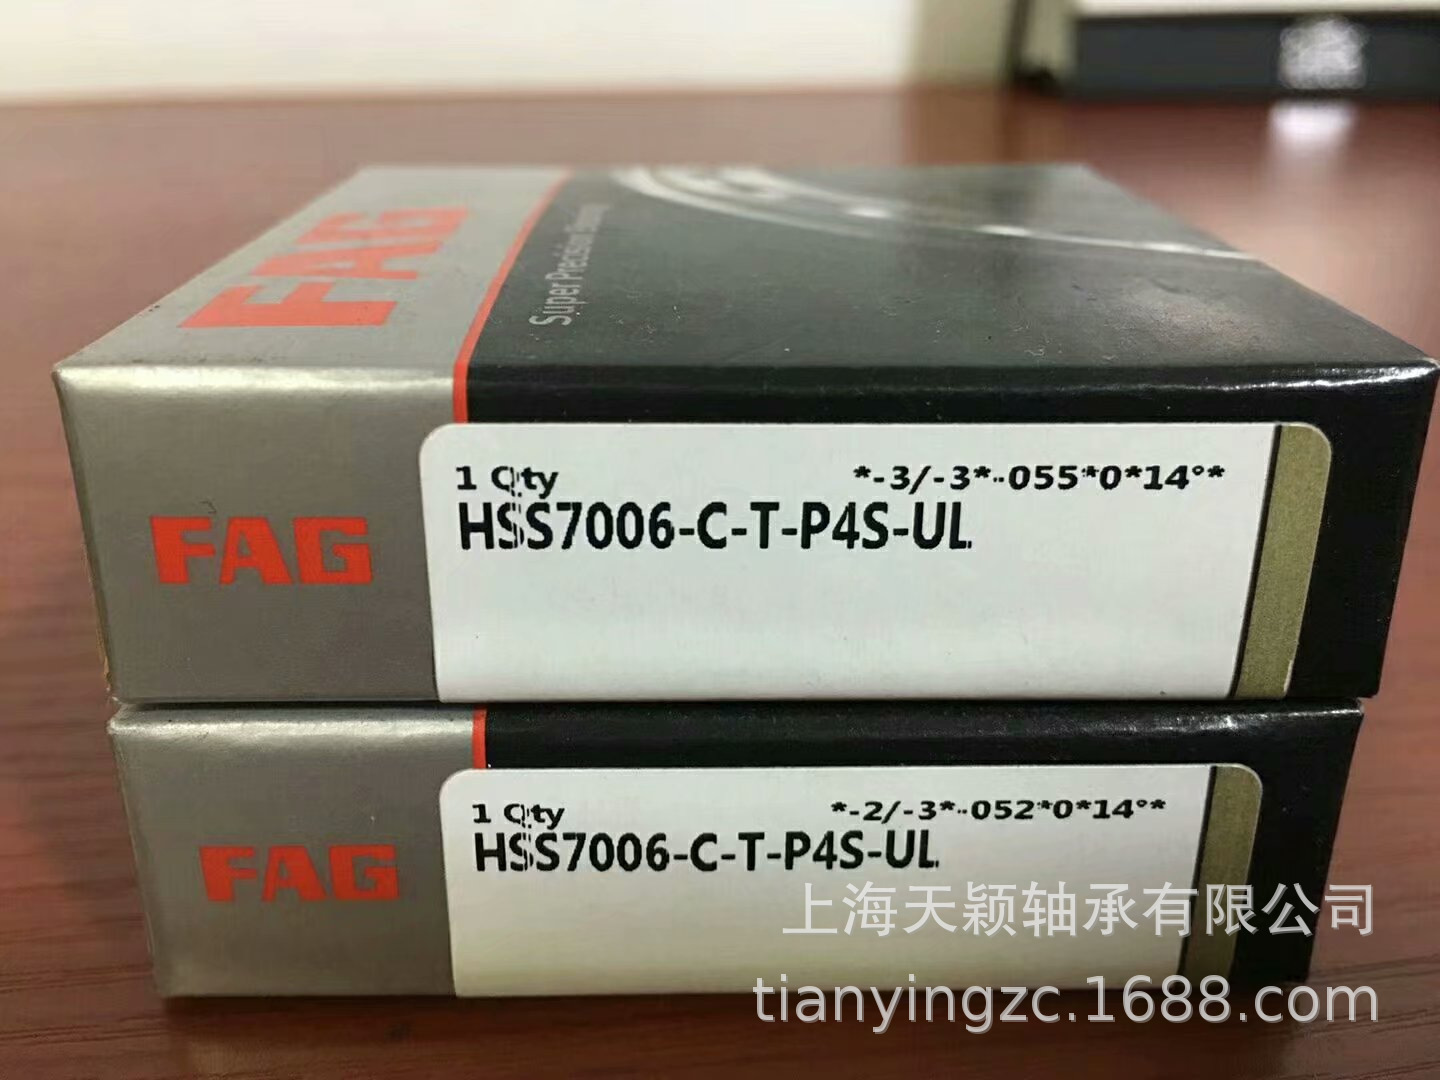 FAG
Super Precision Bearings
1 Qty *-3/-3*-055*0*14°*
HSS7006-C-T-P4S-UL
FAG
1 Qty *-2/-3*-052*0*14°*
HSS7006-C-T-P4S-UL
FAG
上海天颖轴承有限公司
tianyingzc.1688.com